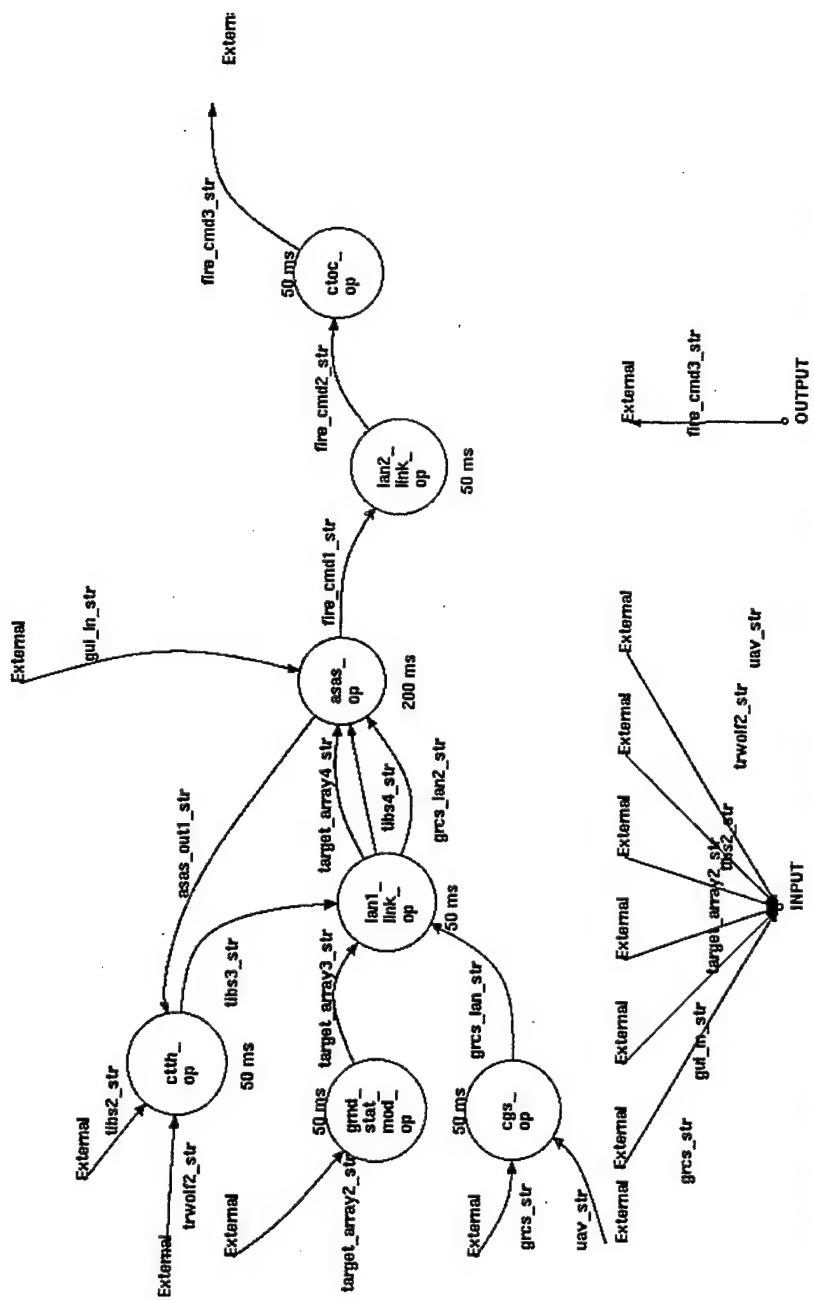 External
tibs2_str
External
trwolf2_str
ctth_
op
50 ms
asas_out1_str
tibs3_str
External
gui_in_str
External
target_array2_str
50 ms
grnd_
stat_
mod_
op
target_array3_str
lan1_
link_
op
50 ms
target_array4_str
tibs4_str
grcs_lan2_str
asas_
op
200 ms
fire_cmd1_str
lan2_
link_
op
50 ms
fire_cmd2_str
50 ms
ctoc_
op
fire_cmd3_str
Extern
External
grcs_str
uav_str
External
50 ms
cgs_
op
grcs_lan_str
External
External
External
External
External
External
grcs_str
gui_in_str
target_array2_str
tibs2_str
trwolf2_str
uav_str
INPUT
External
fire_cmd3_str
OUTPUT